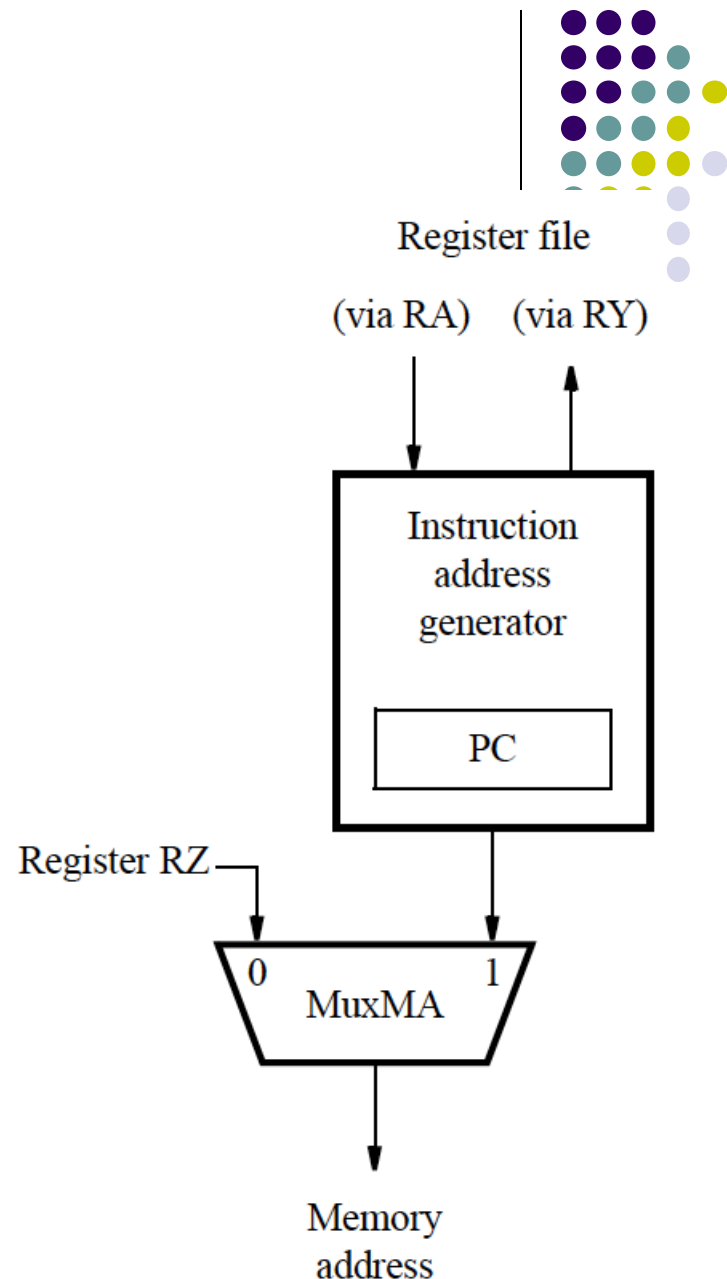 Register file
(via RA) (via RY)
Instruction
address
generator
PC
Register RZ
0 1
MuxMA
Memory
address